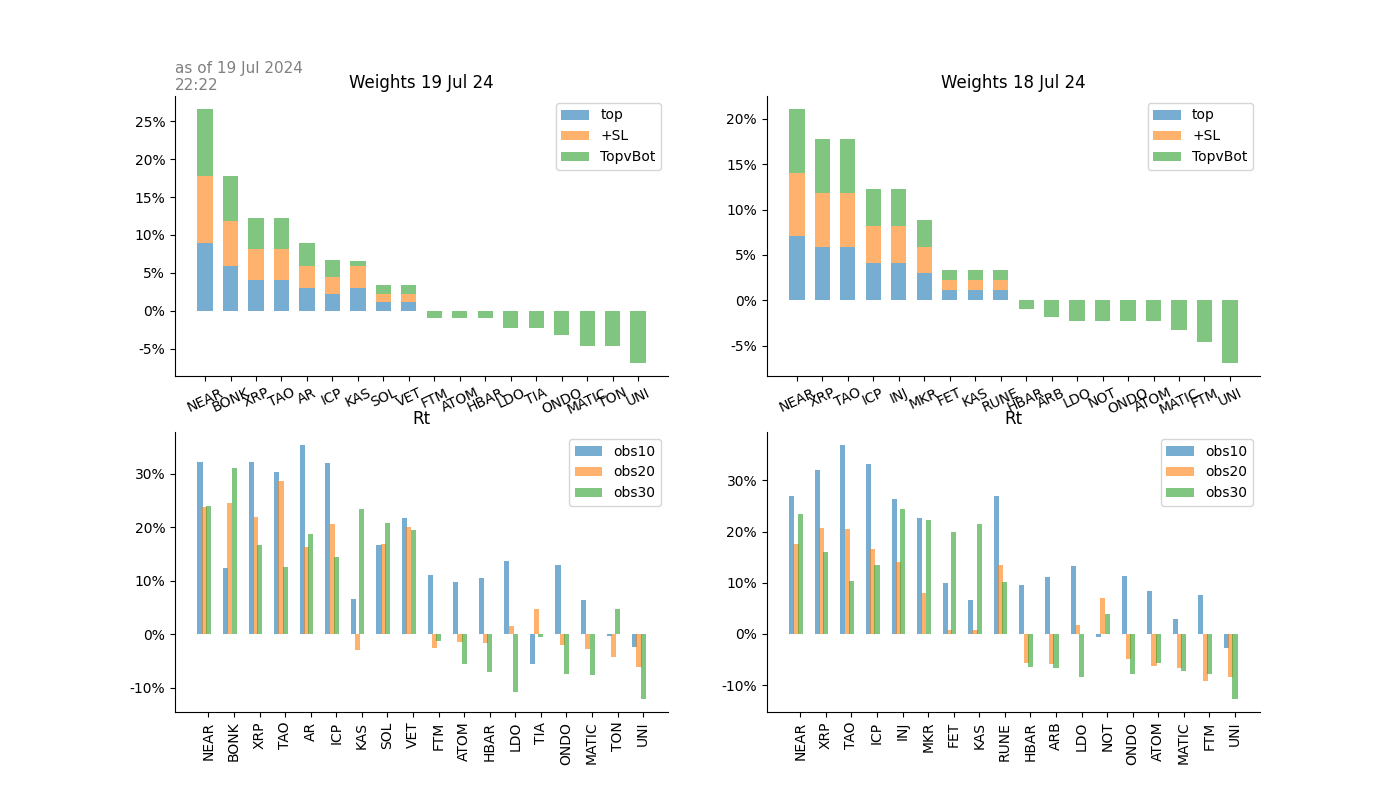 as of 19 Jul 2024
22:22
Weights 19 Jul 24
25%
20%
15%
10%
5%
0%
-5%
top
+SL
TopvBot
NEAR BONK XRP TAO AR ICP KAS SOL VET FTM ATOM HBAR LDO TIA ONDO MATIC TON UNI
Weights 18 Jul 24
20%
15%
10%
5%
0%
-5%
top
+SL
TopvBot
NEAR XRP TAO ICP INJ MKR FET KAS RUNE HBAR ARB LDO NOT ONDO ATOM MATIC FTM UNI
Rt
30%
20%
10%
0%
-10%
obs10
obs20
obs30
NEAR BONK XRP TAO AR ICP KAS SOL VET FTM ATOM HBAR LDO TIA ONDO MATIC TON UNI
Rt
30%
20%
10%
0%
-10%
obs10
obs20
obs30
NEAR XRP TAO ICP INJ MKR FET KAS RUNE HBAR ARB LDO NOT ONDO ATOM MATIC FTM UNI